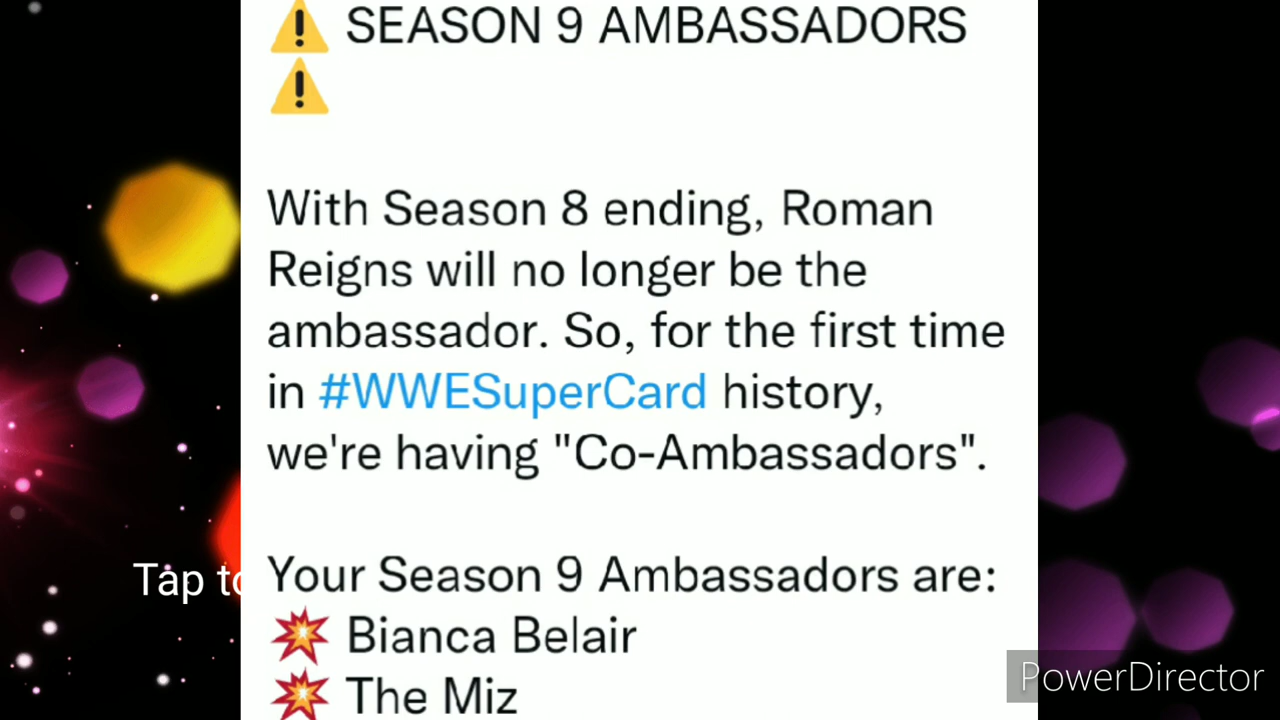 ⚠️ SEASON 9 AMBASSADORS
⚠️
With Season 8 ending, Roman
Reigns will no longer be the
ambassador. So, for the first time
in #WWESuperCard history,
we're having "Co-Ambassadors".
Your Season 9 Ambassadors are:
💥 Bianca Belair
💥 The Miz
Tap to
PowerDirector